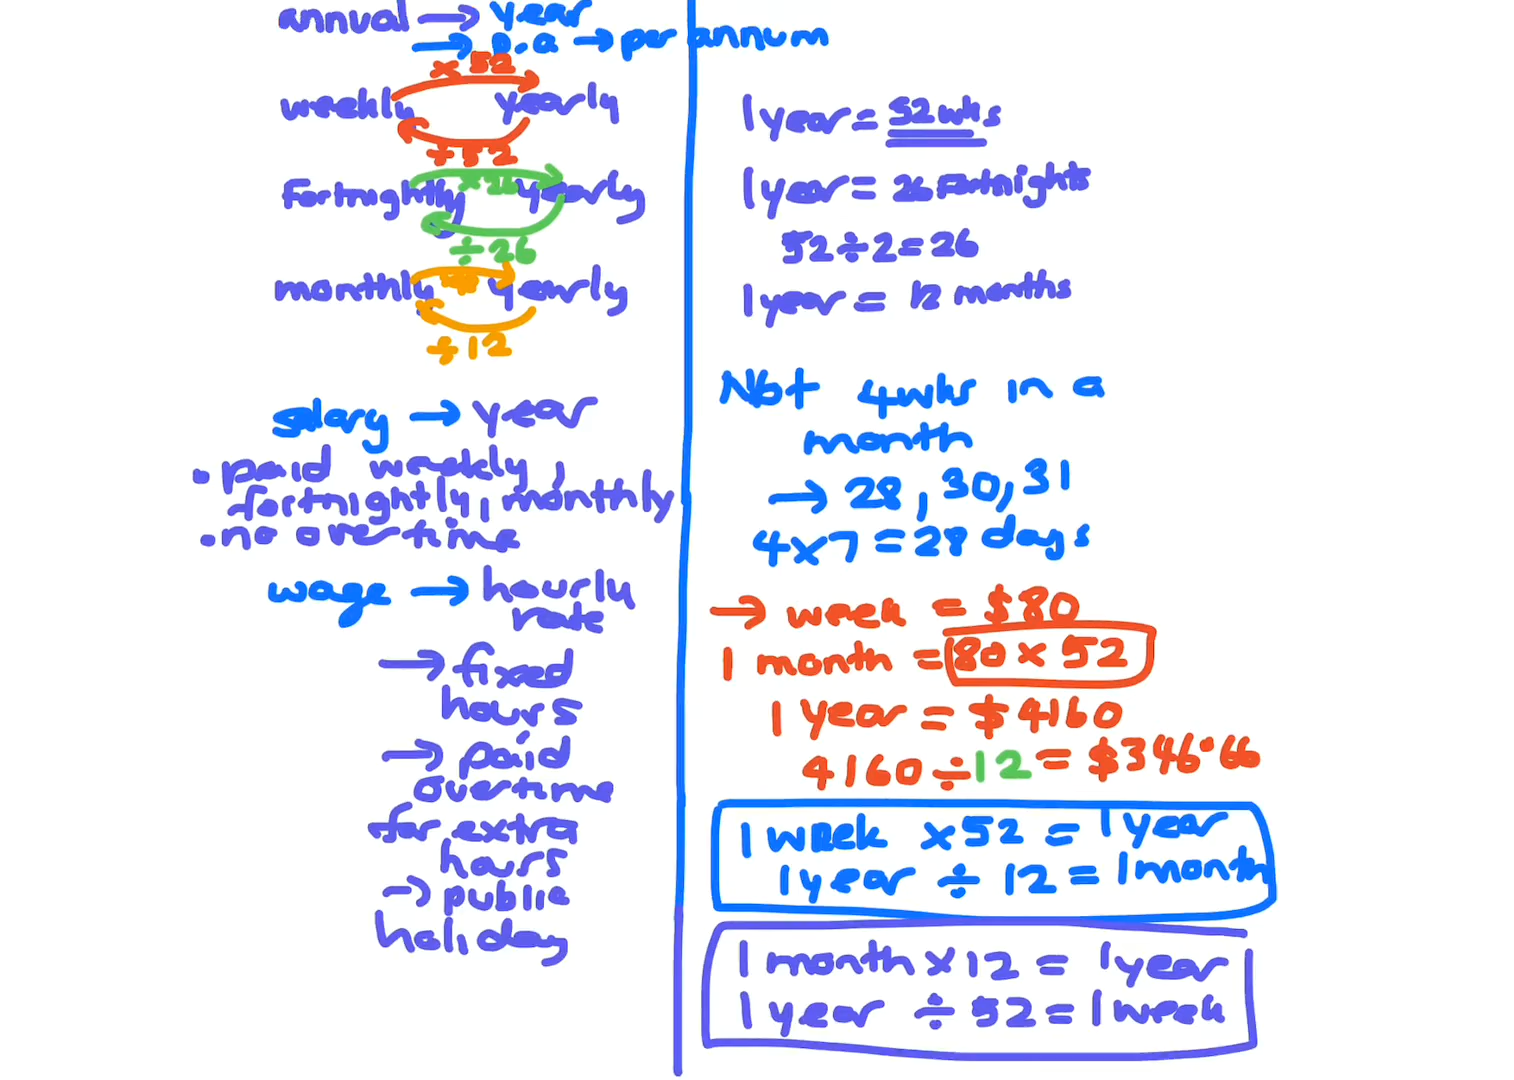 annual → year
→ p.a → per annum
× 52
weekly yearly
÷ 52
× 26
fortnightly yearly
÷ 26
monthly yearly
÷ 12
salary → year
• paid weekly,
fortnightly, monthly
• no overtime
wage → hourly
rate
→ fixed
hours
→ paid
overtime
for extra
hours
→ public
holiday
1 year = 52 wks
1 year = 26 fortnights
52 ÷ 2 = 26
1 year = 12 months
Not 4 wks in a
month
→ 28, 30, 31
4 × 7 = 28 days
→ week = $80
1 month = 80 × 52
1 year = $4160
4160 ÷ 12 = $346.66
1 week × 52 = 1 year
1 year ÷ 12 = 1 month
1 month × 12 = 1 year
1 year ÷ 52 = 1 week